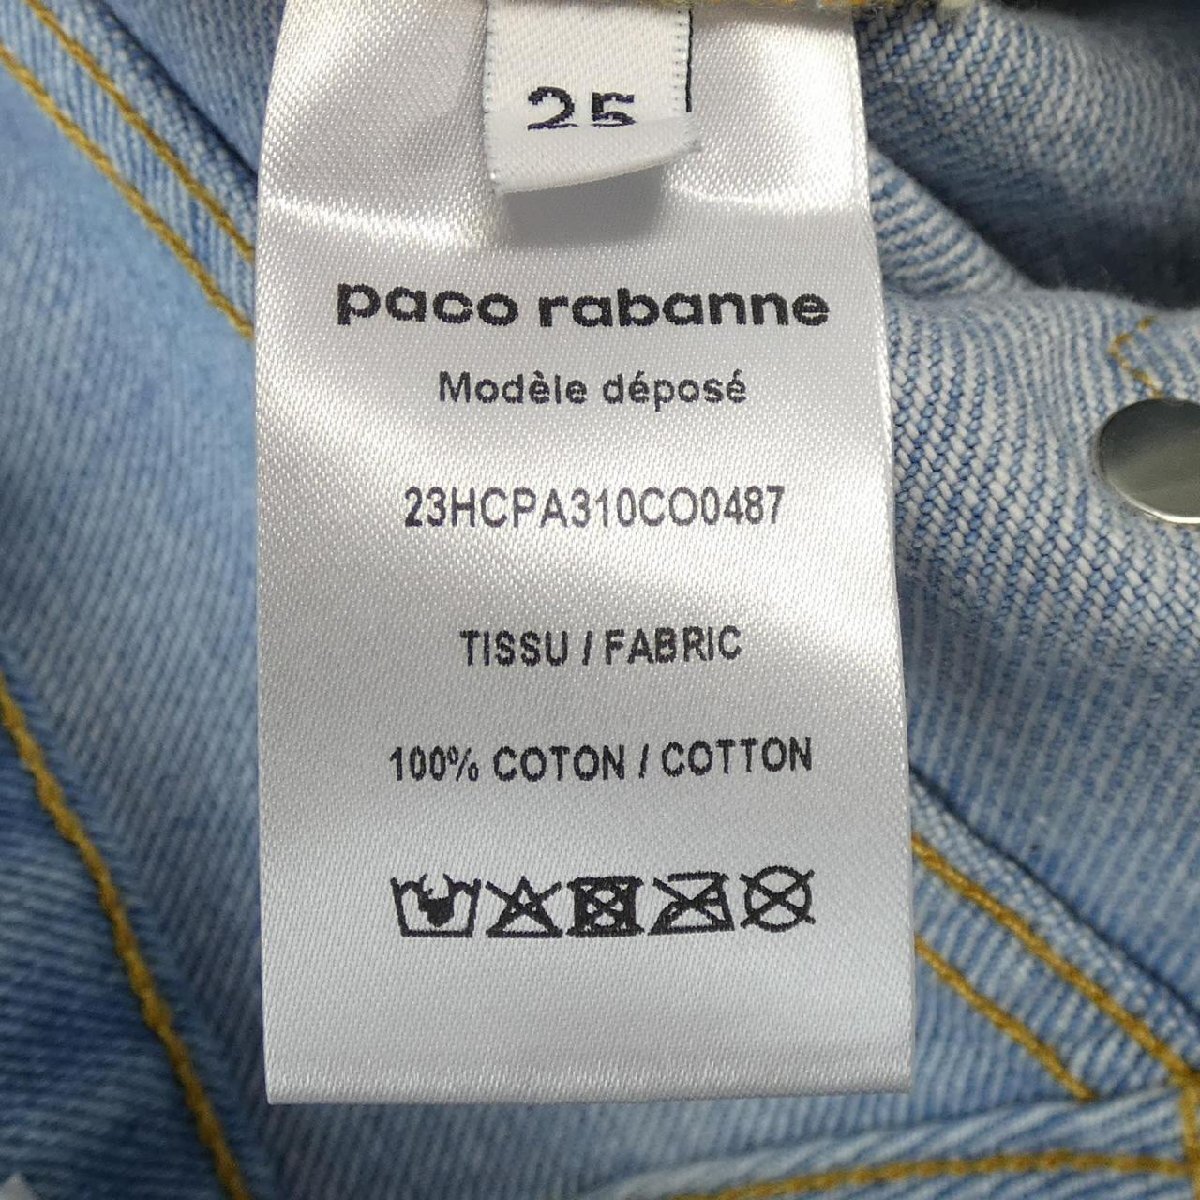 25
paco rabanne
Modèle déposé
23HCPA310CO0487
TISSU / FABRIC
100% COTON / COTTON